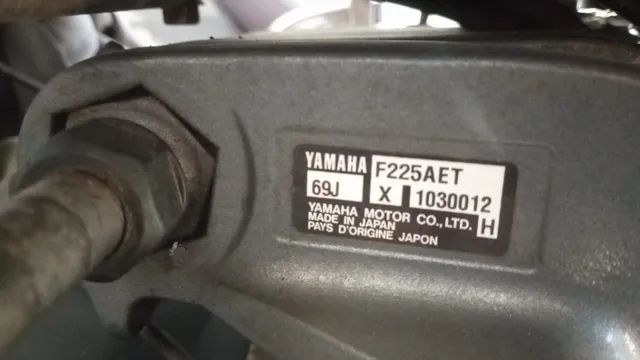 YAMAHA F225AET
69J X 1030012
YAMAHA MOTOR CO., LTD. H
MADE IN JAPAN
PAYS D'ORIGINE JAPON